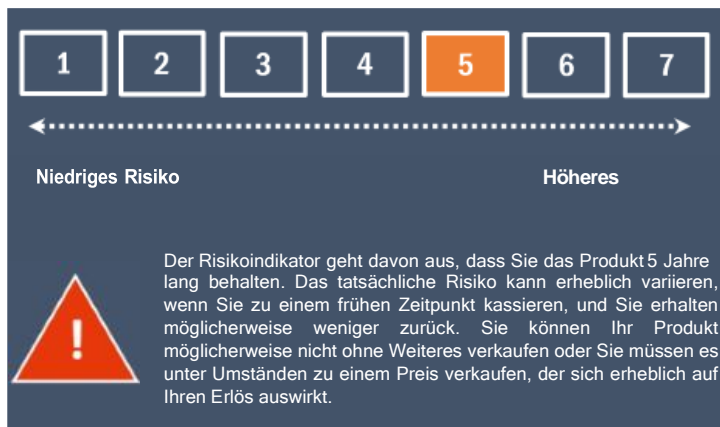 1 2 3 4 5 6 7
Niedriges Risiko Höheres
!
Der Risikoindikator geht davon aus, dass Sie das Produkt 5 Jahre
lang behalten. Das tatsächliche Risiko kann erheblich variieren,
wenn Sie zu einem frühen Zeitpunkt kassieren, und Sie erhalten
möglicherweise weniger zurück. Sie können Ihr Produkt
möglicherweise nicht ohne Weiteres verkaufen oder Sie müssen es
unter Umständen zu einem Preis verkaufen, der sich erheblich auf
Ihren Erlös auswirkt.